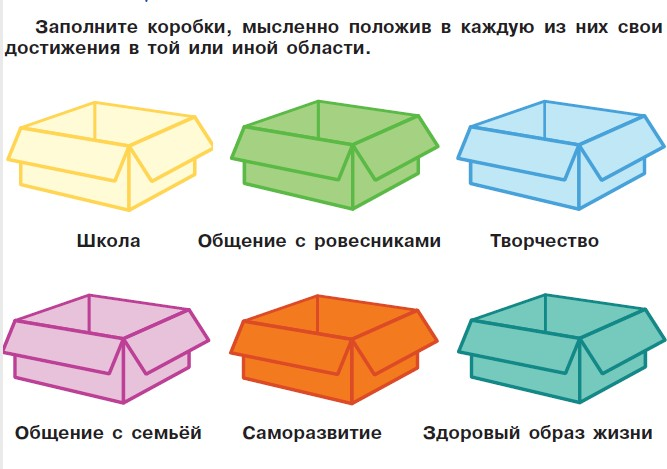 Заполните коробки, мысленно положив в каждую из них свои
достижения в той или иной области.
Школа
Общение с ровесниками
Творчество
Общение с семьёй
Саморазвитие
Здоровый образ жизни